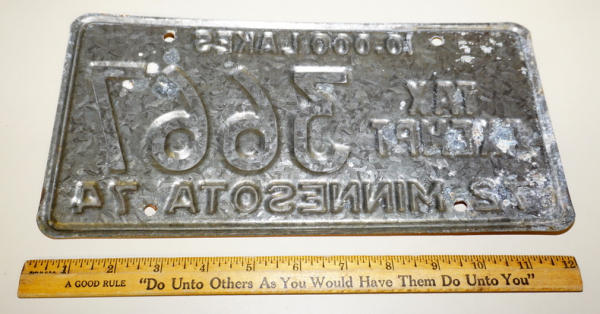 10,000 LAKES
TAX
EXEMPT
3667
72 MINNESOTA 74
1 2 3 4 5 6 7 8 9 10 11 12
A GOOD RULE "Do Unto Others As You Would Have Them Do Unto You"